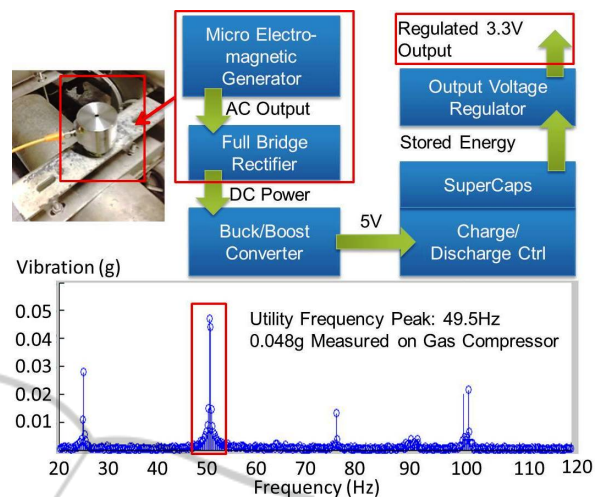 Micro Electro-
magnetic
Generator
AC Output
Full Bridge
Rectifier
DC Power
Buck/Boost
Converter
5V
Regulated 3.3V
Output
Output Voltage
Regulator
Stored Energy
SuperCaps
Charge/
Discharge Ctrl
Vibration (g)
0.05
0.04
0.03
0.02
0.01
Utility Frequency Peak: 49.5Hz
0.048g Measured on Gas Compressor
20 30 40 50 60 70 80 90 100 110 120
Frequency (Hz)